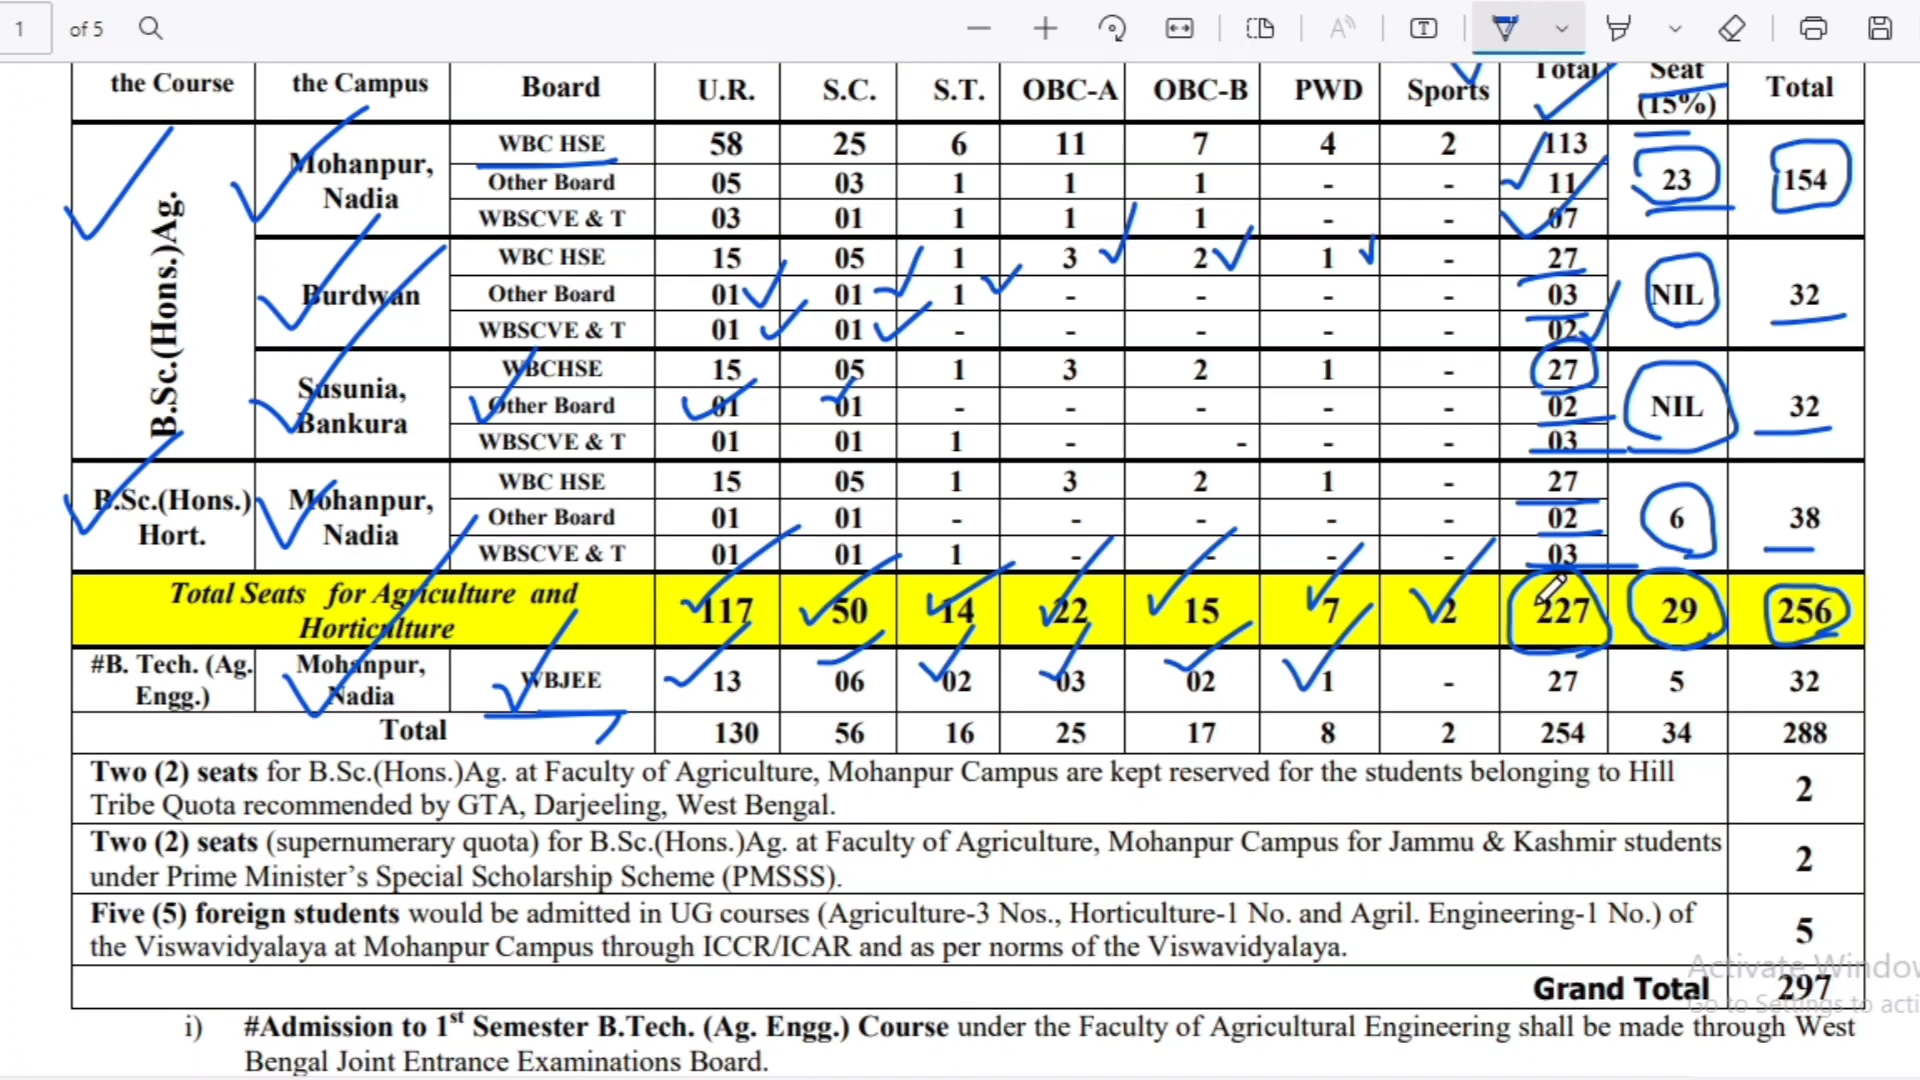 1 of 5
the Course the Campus Board U.R. S.C. S.T. OBC-A OBC-B PWD Sports Total Seat (15%) Total
B.Sc.(Hons.)Ag.
Mohanpur, Nadia
WBC HSE 58 25 6 11 7 4 2 113
Other Board 05 03 1 1 1 - - 11
WBSCVE & T 03 01 1 1 1 - - 07
23 154
Burdwan
WBC HSE 15 05 1 3 2 1 - 27
Other Board 01 01 1 - - - - 03
WBSCVE & T 01 01 - - - - - 02
NIL 32
Susunia, Bankura
WBCHSE 15 05 1 3 2 1 - 27
Other Board 01 01 - - - - - 02
WBSCVE & T 01 01 1 - - - - 03
NIL 32
B.Sc.(Hons.) Hort.
Mohanpur, Nadia
WBC HSE 15 05 1 3 2 1 - 27
Other Board 01 01 - - - - - 02
WBSCVE & T 01 01 1 - - - - 03
6 38
Total Seats for Agriculture and
Horticulture
117 50 14 22 15 7 2 227 29 256
#B. Tech. (Ag. Engg.)
Mohanpur, Nadia
WBJEE 13 06 02 03 02 1 - 27 5 32
Total 130 56 16 25 17 8 2 254 34 288
Two (2) seats for B.Sc.(Hons.)Ag. at Faculty of Agriculture, Mohanpur Campus are kept reserved for the students belonging to Hill
Tribe Quota recommended by GTA, Darjeeling, West Bengal.
2
Two (2) seats (supernumerary quota) for B.Sc.(Hons.)Ag. at Faculty of Agriculture, Mohanpur Campus for Jammu & Kashmir students
under Prime Minister's Special Scholarship Scheme (PMSSS).
2
Five (5) foreign students would be admitted in UG courses (Agriculture-3 Nos., Horticulture-1 No. and Agril. Engineering-1 No.) of
the Viswavidyalaya at Mohanpur Campus through ICCR/ICAR and as per norms of the Viswavidyalaya.
5
Grand Total 297
i) #Admission to 1st Semester B.Tech. (Ag. Engg.) Course under the Faculty of Agricultural Engineering shall be made through West
Bengal Joint Entrance Examinations Board.
Activate Window
Go to Settings to acti